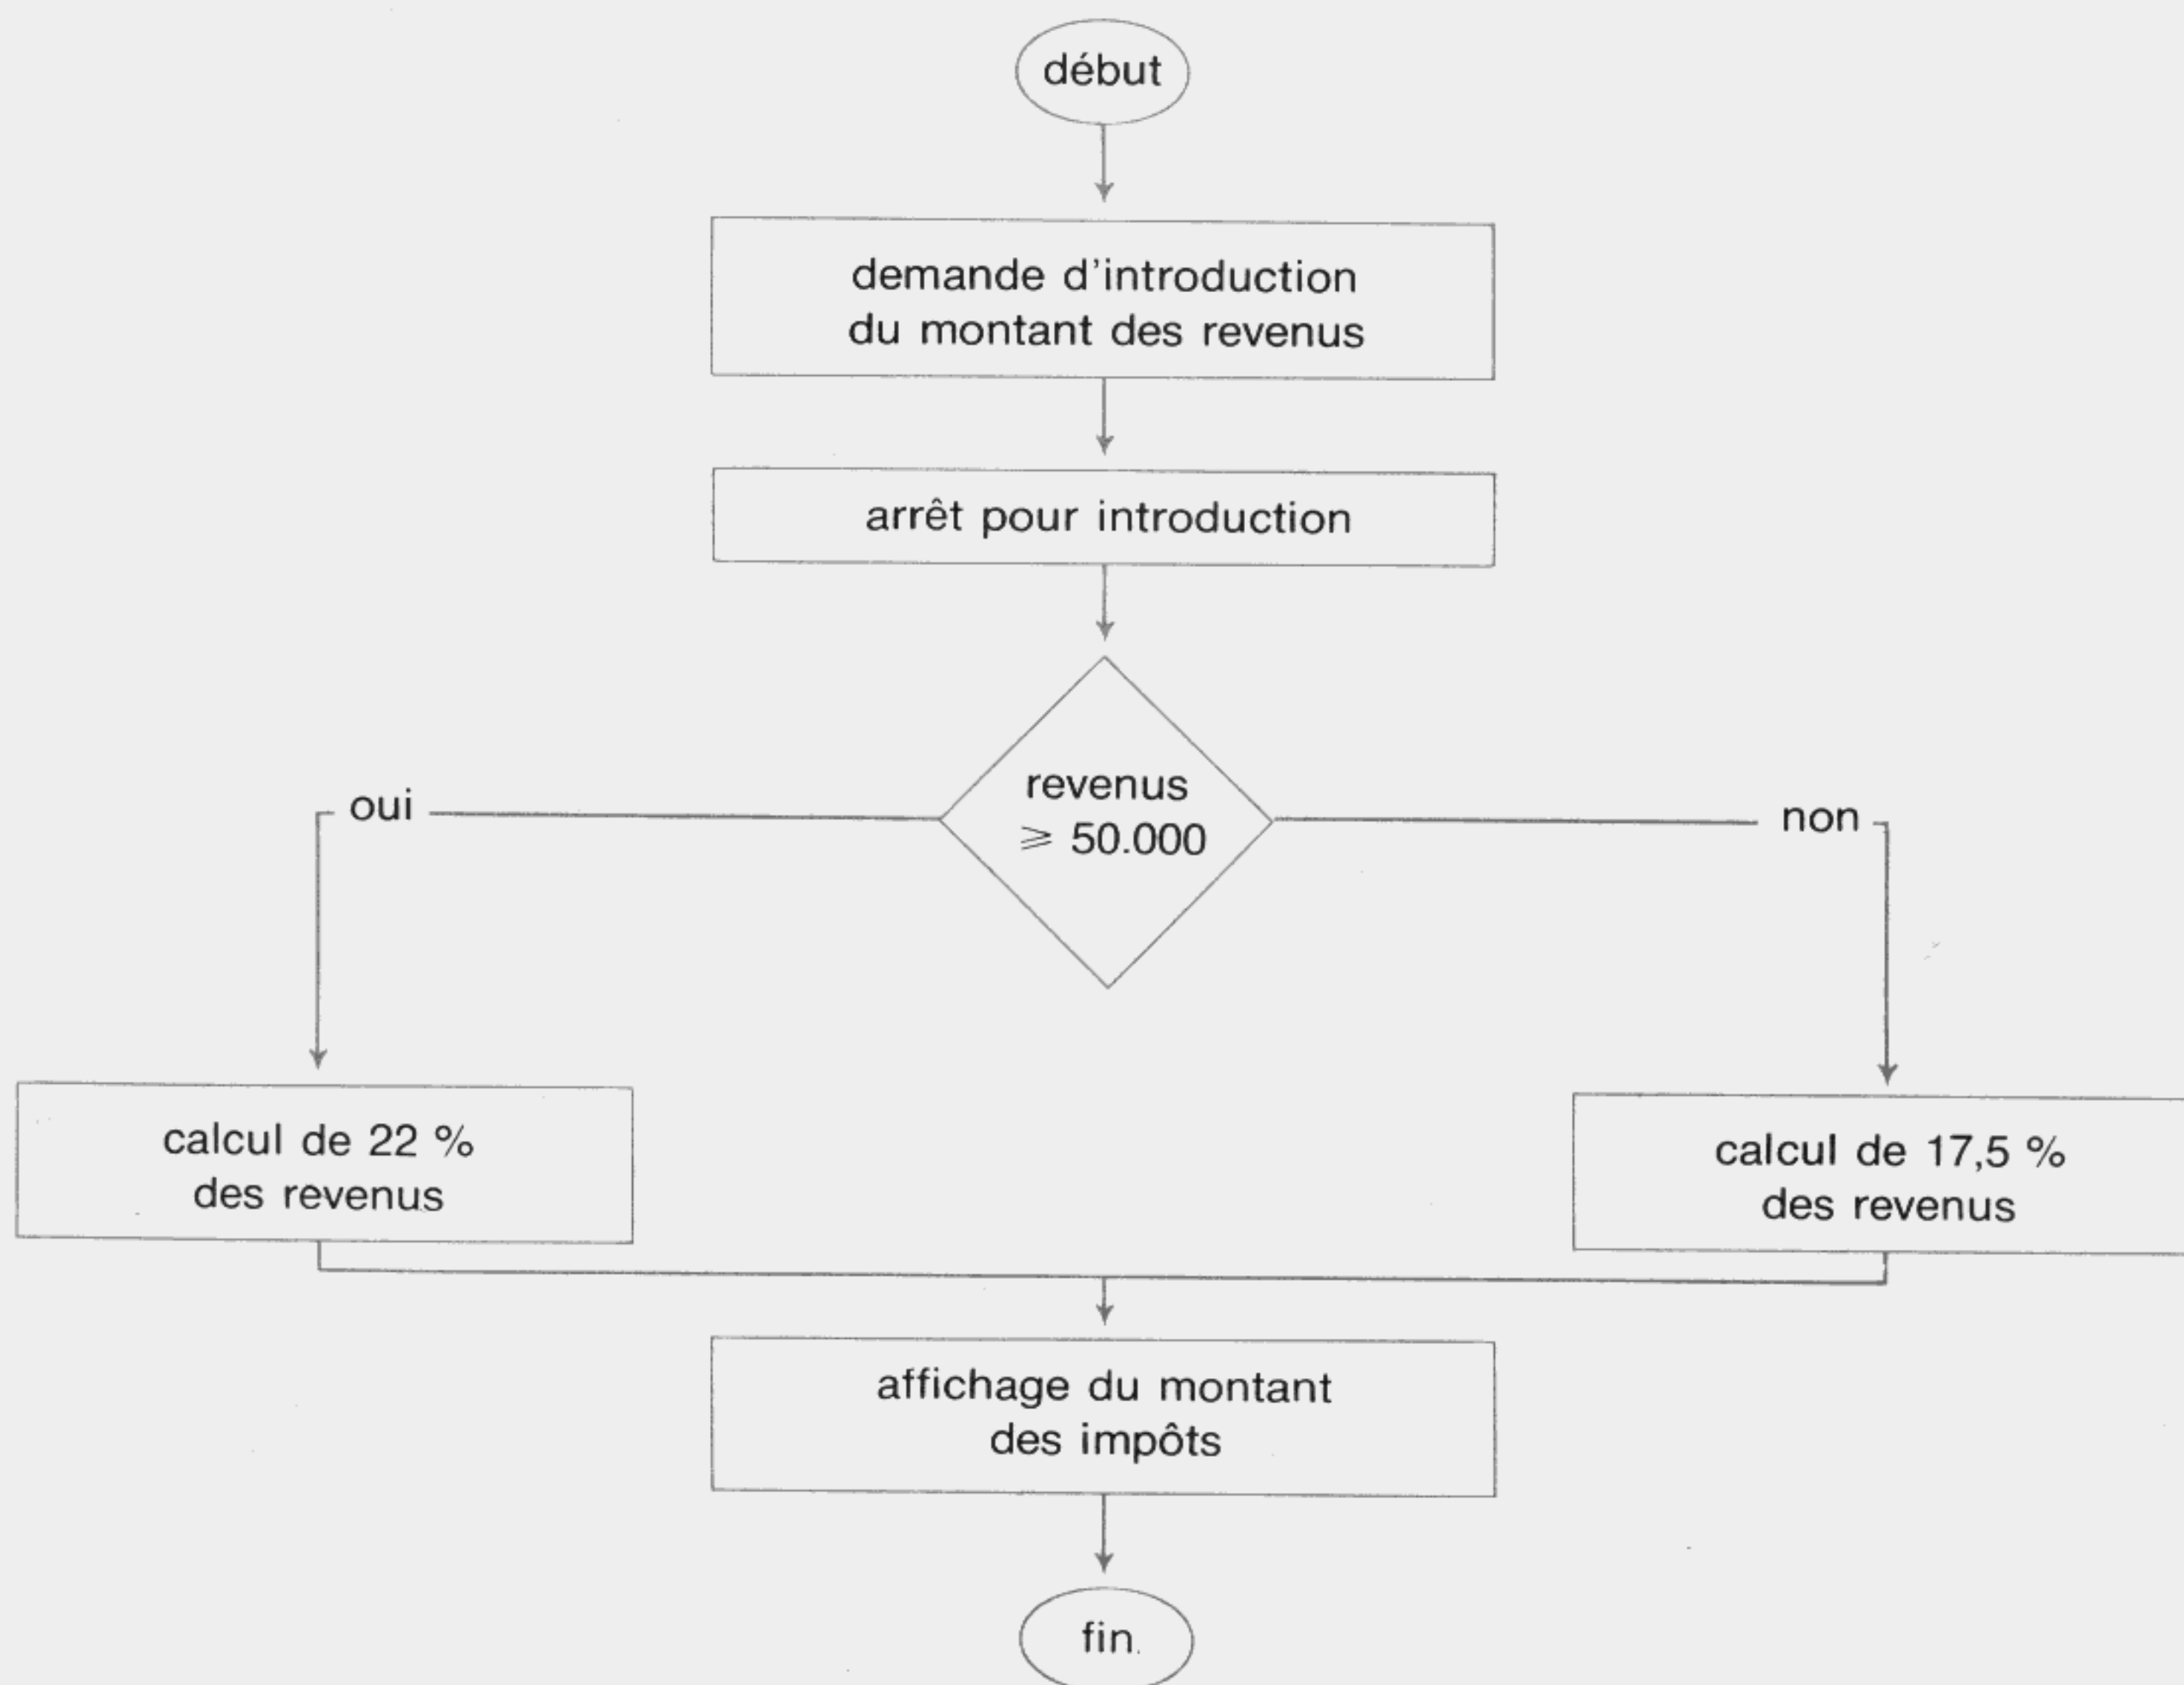 début
demande d'introduction
du montant des revenus
arrêt pour introduction
revenus
⩾ 50.000
oui
non
calcul de 22 %
des revenus
calcul de 17,5 %
des revenus
affichage du montant
des impôts
fin